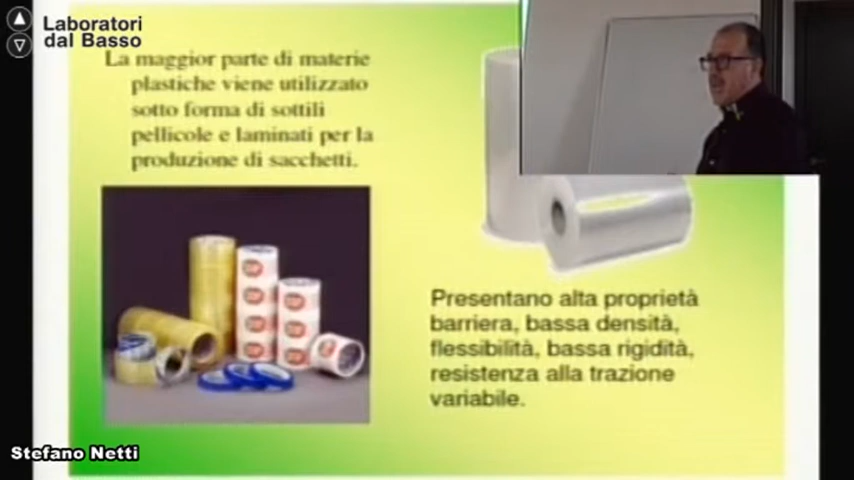 Laboratori
dal Basso
La maggior parte di materie
plastiche viene utilizzato
sotto forma di sottili
pellicole e laminati per la
produzione di sacchetti.
Presentano alta proprietà
barriera, bassa densità,
flessibilità, bassa rigidità,
resistenza alla trazione
variabile.
Stefano Netti